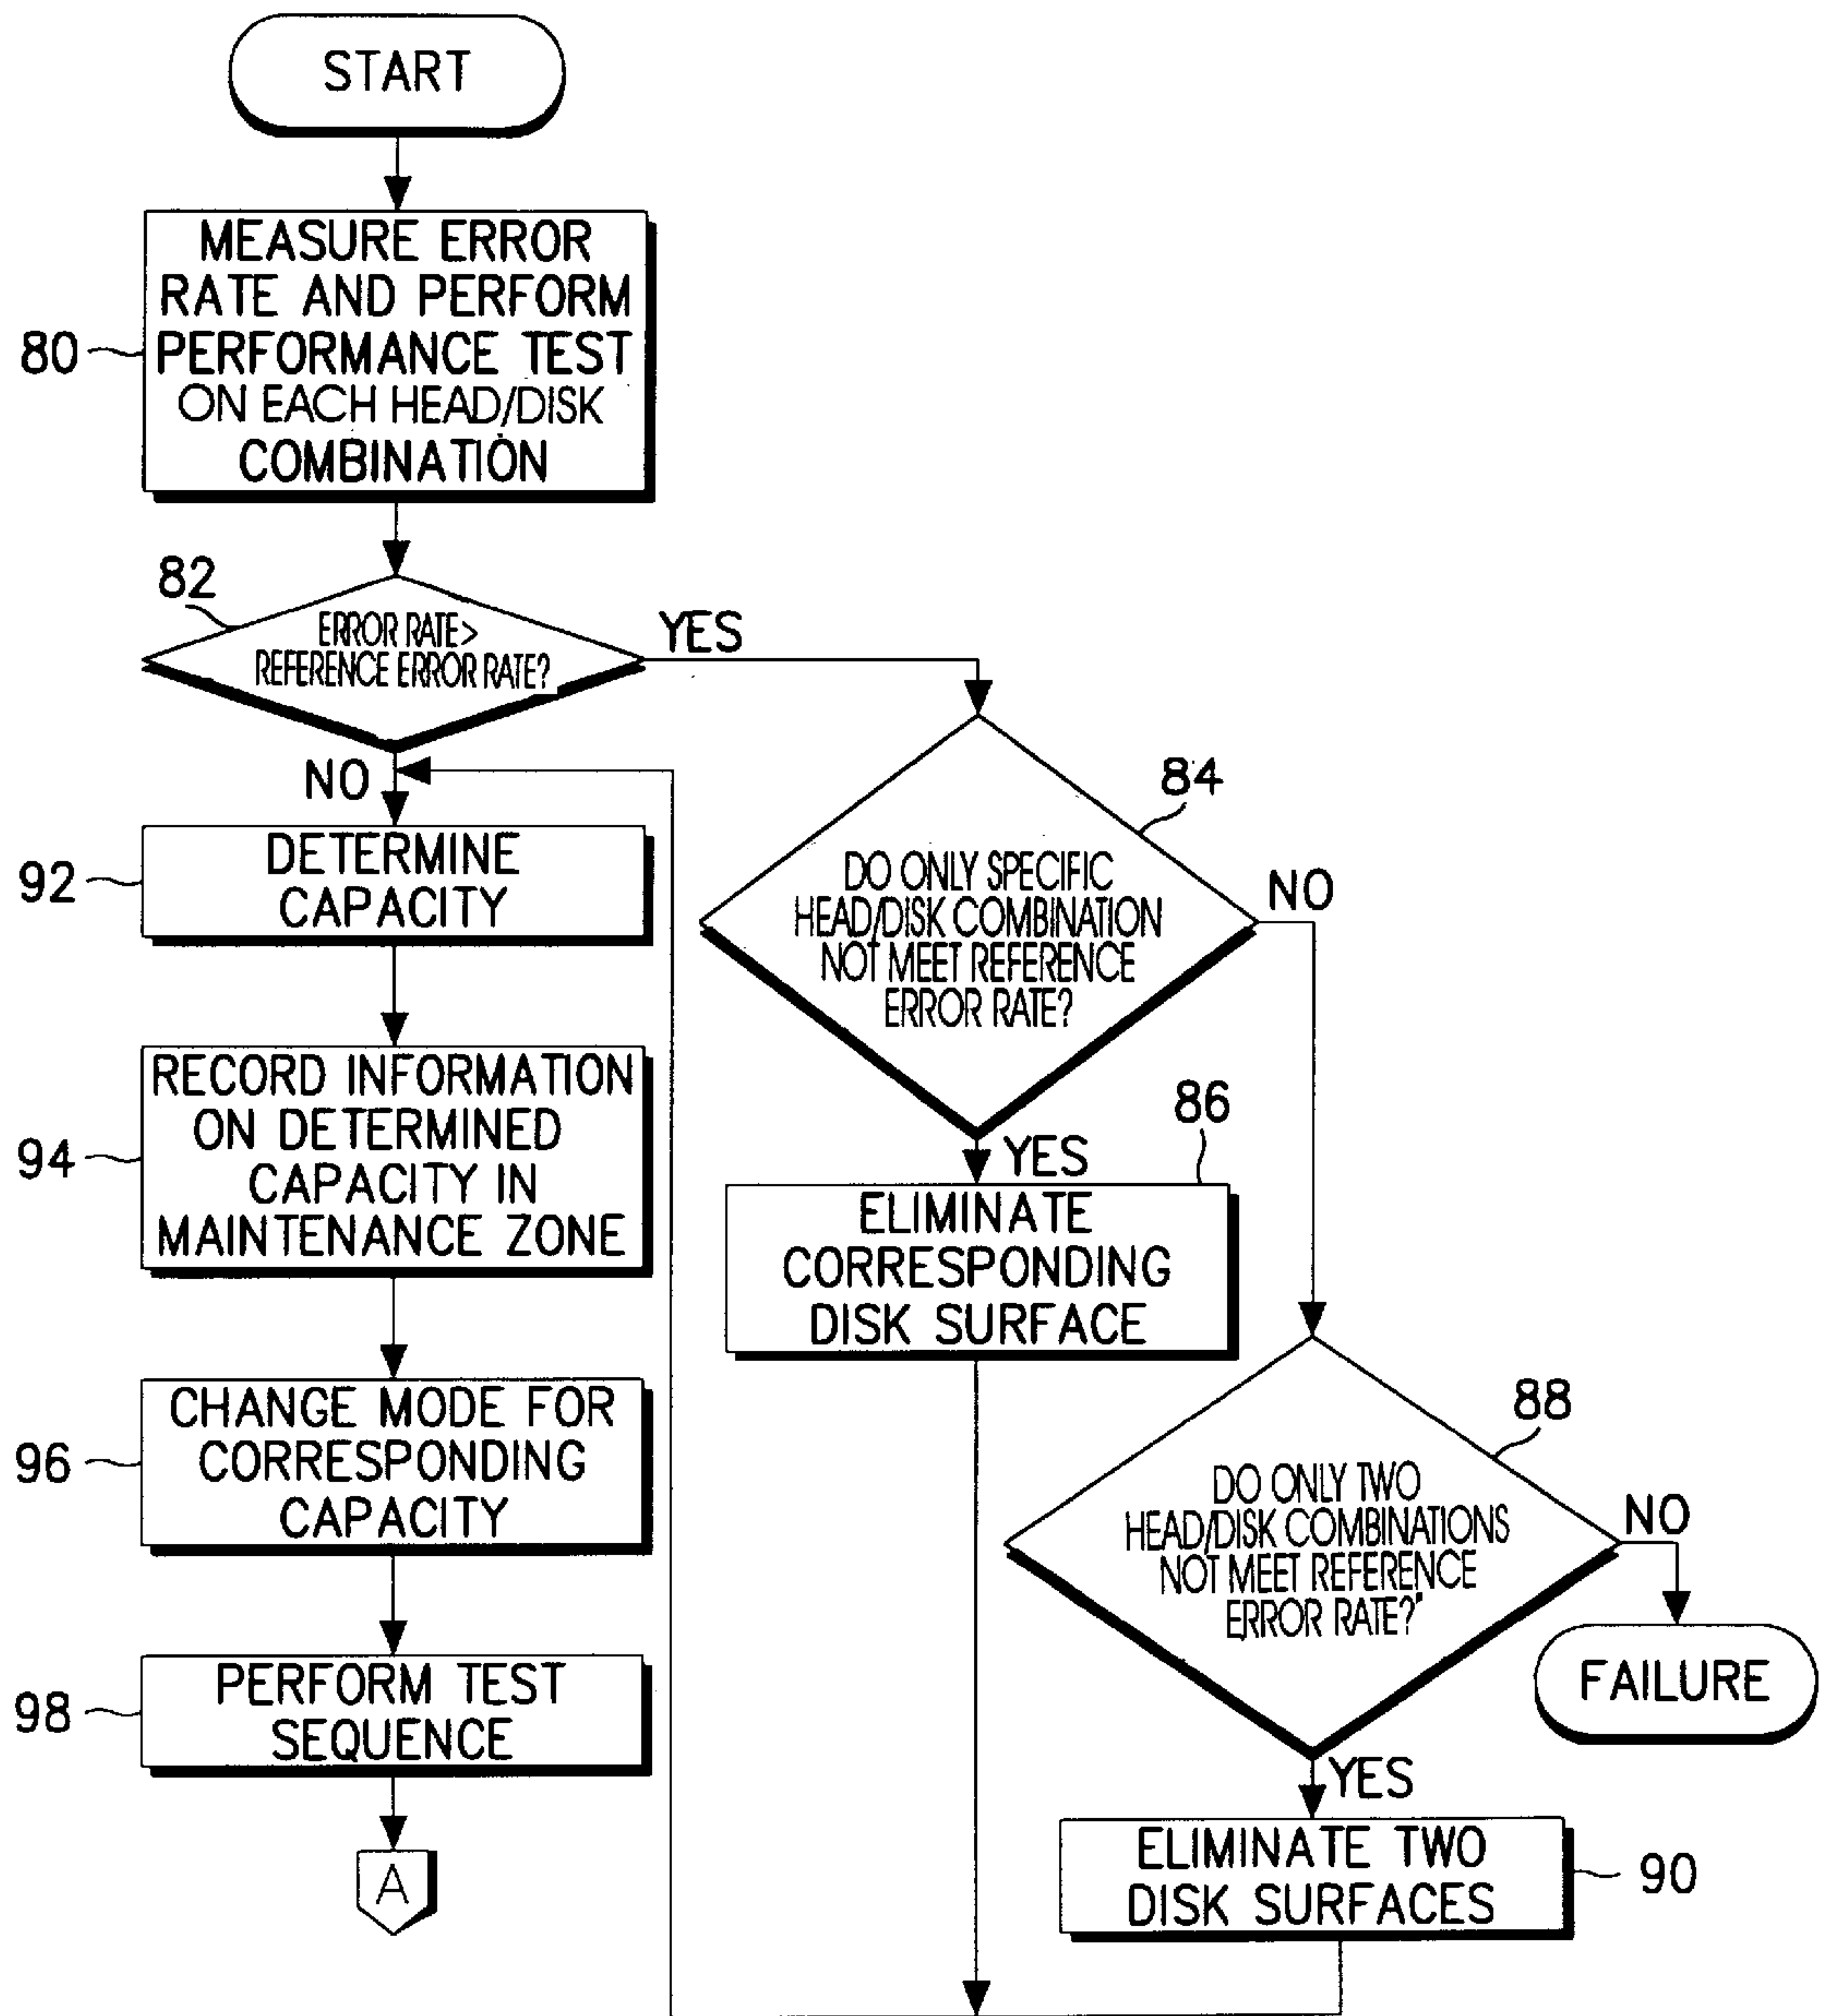 START
80
MEASURE ERROR
RATE AND PERFORM
PERFORMANCE TEST
ON EACH HEAD/DISK
COMBINATION
82
ERROR RATE>
REFERENCE ERROR RATE?
YES
NO
84
DO ONLY SPECIFIC
HEAD/DISK COMBINATION
NOT MEET REFERENCE
ERROR RATE?
NO
YES
86
ELIMINATE
CORRESPONDING
DISK SURFACE
88
DO ONLY TWO
HEAD/DISK COMBINATIONS
NOT MEET REFERENCE
ERROR RATE?"
NO
FAILURE
YES
ELIMINATE TWO
DISK SURFACES
90
92
DETERMINE
CAPACITY
94
RECORD INFORMATION
ON DETERMINED
CAPACITY IN
MAINTENANCE ZONE
96
CHANGE MODE FOR
CORRESPONDING
CAPACITY
98
PERFORM TEST
SEQUENCE
A